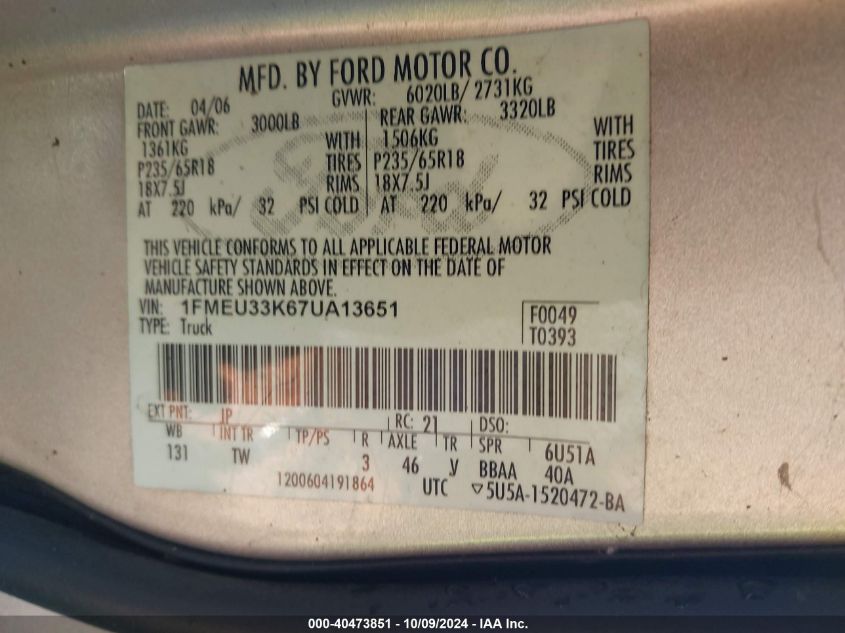 MFD. BY FORD MOTOR CO.
DATE: 04/06 GVWR: 6020LB/ 2731KG
FRONT GAWR: 3000LB REAR GAWR: 3320LB
1361KG WITH 1506KG WITH
P235/65R18 TIRES P235/65R18 TIRES
18X7.5J RIMS 18X7.5J RIMS
AT 220 kPa/ 32 PSI COLD AT 220 kPa/ 32 PSI COLD
THIS VEHICLE CONFORMS TO ALL APPLICABLE FEDERAL MOTOR
VEHICLE SAFETY STANDARDS IN EFFECT ON THE DATE OF
MANUFACTURE SHOWN ABOVE.
VIN: 1FMEU33K67UA13651 F0049
TYPE: Truck T0393
EXT PNT: JP RC: 21 DSO:
WB INT TR TP/PS R AXLE TR SPR 6U51A
131 TW 3 46 y BBAA 40A
1200604191864 UTC ▽5U5A-1520472-BA
000-40473851 - 10/09/2024 - IAA Inc.